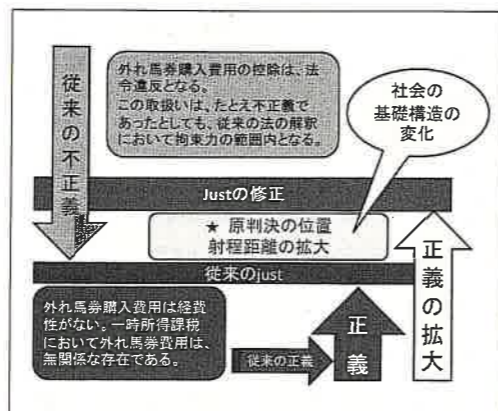 従来の不正義
外れ馬券購入費用の控除は、法
令違反となる。
この取扱いは、たとえ不正義で
あったとしても、従来の法の解釈
において拘束力の範囲内となる。
社会の
基礎構造の
変化
Justの修正
★ 原判決の位置
射程距離の拡大
従来のjust
外れ馬券購入費用は経費
性がない。一時所得課税
において外れ馬券費用は、
無関係な存在である。
従来の正義
正義
正義の拡大